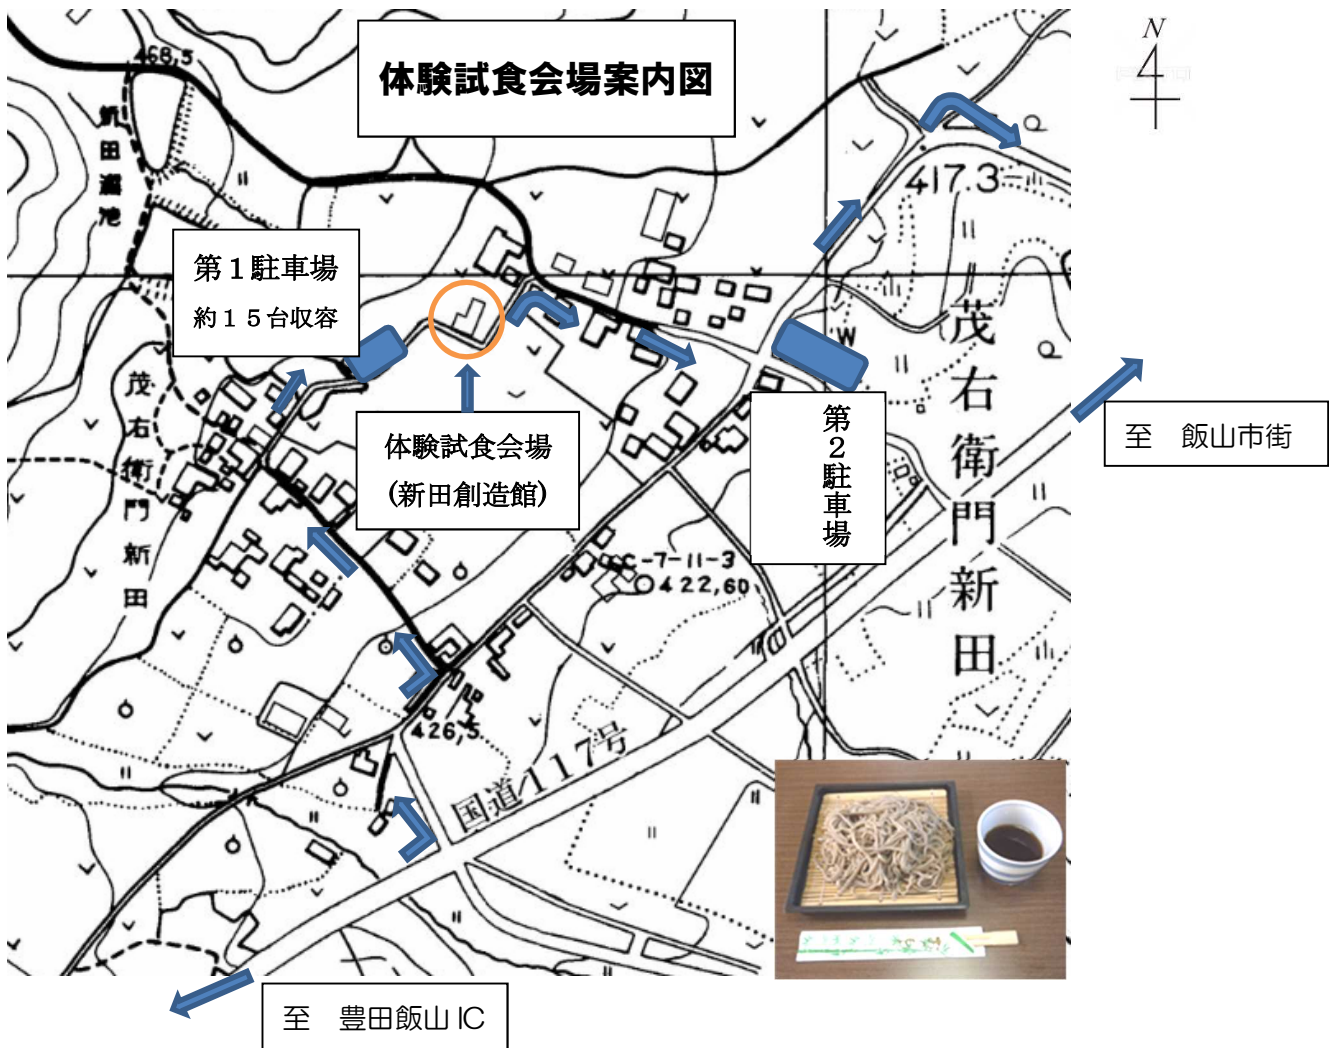 体験試食会場案内図
N
468,5
新田溜池
417.3
第１駐車場
約１５台収容
W
茂右衛門新田
茂右衛門新田
体験試食会場
(新田創造館)
第２駐車場
至　飯山市街
C-7-11-3
422,60
426,5
国道117号
至　豊田飯山 IC